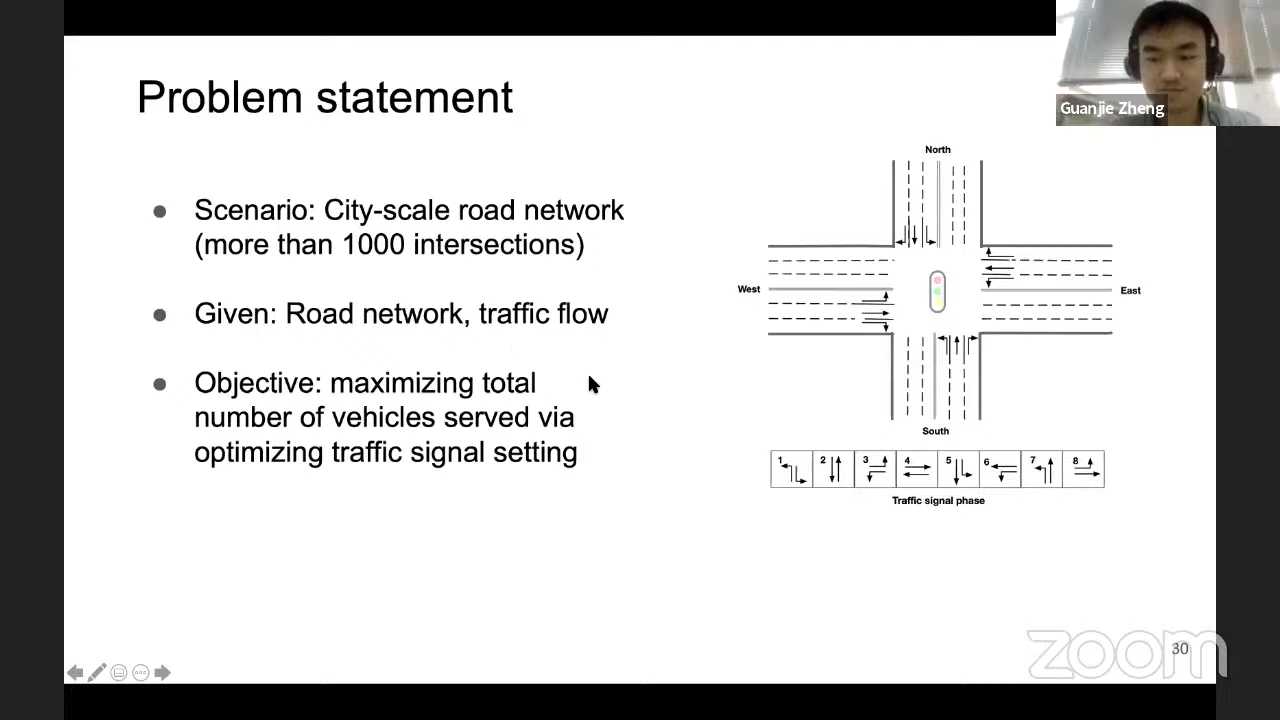 Problem statement
Guanjie Zheng
Scenario: City-scale road network
(more than 1000 intersections)
Given: Road network, traffic flow
Objective: maximizing total
number of vehicles served via
optimizing traffic signal setting
North
West
East
South
1 2 3 4 5 6 7 8
Traffic signal phase
zoom
30